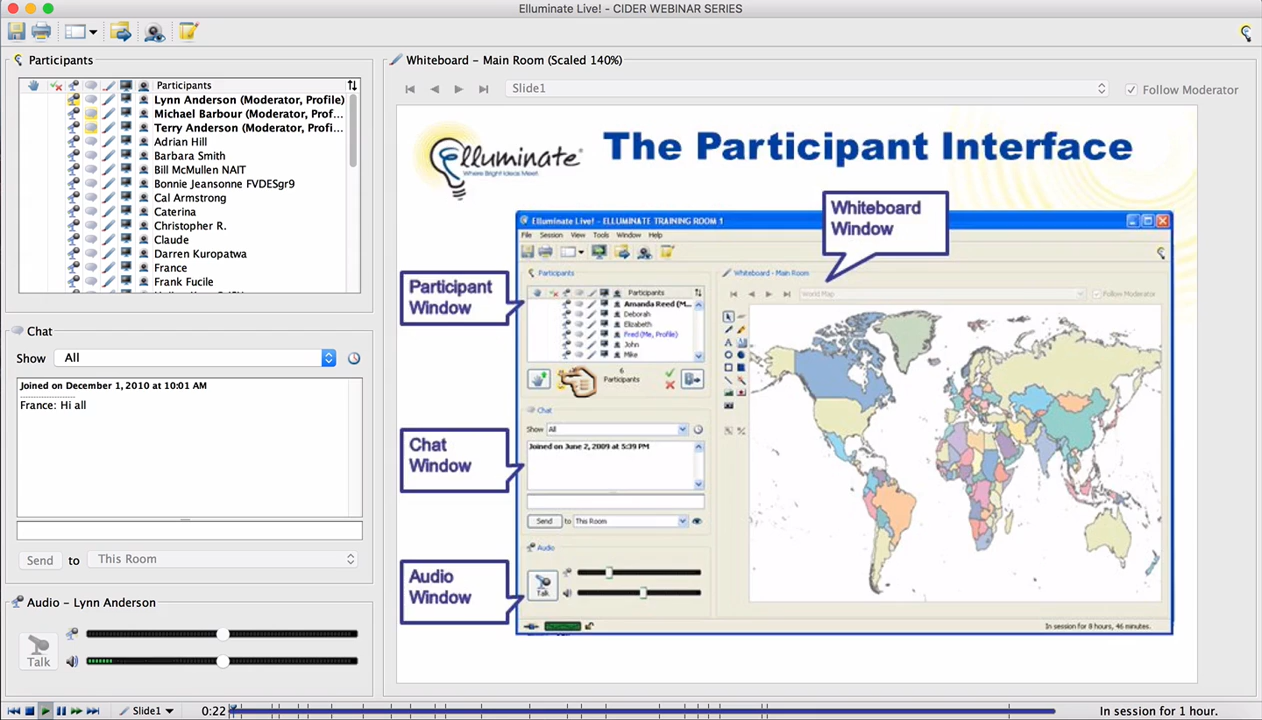 Elluminate Live! - CIDER WEBINAR SERIES
Participants
Participants
Lynn Anderson (Moderator, Profile)
Michael Barbour (Moderator, Prof...
Terry Anderson (Moderator, Profi...
Adrian Hill
Barbara Smith
Bill McMullen NAIT
Bonnie Jeansonne FVDESgr9
Cal Armstrong
Caterina
Christopher R.
Claude
Darren Kuropatwa
France
Frank Fucile
Chat
Show All
Joined on December 1, 2010 at 10:01 AM
France: Hi all
Send to This Room
Audio - Lynn Anderson
Talk
Whiteboard - Main Room (Scaled 140%)
Slide1
Follow Moderator
Elluminate®
Where Bright Ideas Meet
The Participant Interface
Whiteboard
Window
Participant
Window
Chat
Window
Audio
Window
Elluminate Live! - ELLUMINATE TRAINING ROOM 1
File Session View Tools Window Help
Participants
Participants
Amanda Reed (M...
Deborah
Elizabeth
Fred (Me, Profile)
John
Mike
6
Participants
Chat
Show All
Joined on June 2, 2009 at 5:39 PM
Send to This Room
Audio
Talk
Whiteboard - Main Room
World Map
Follow Moderator
In session for 8 hours, 46 minutes.
Slide1
0:22
In session for 1 hour.